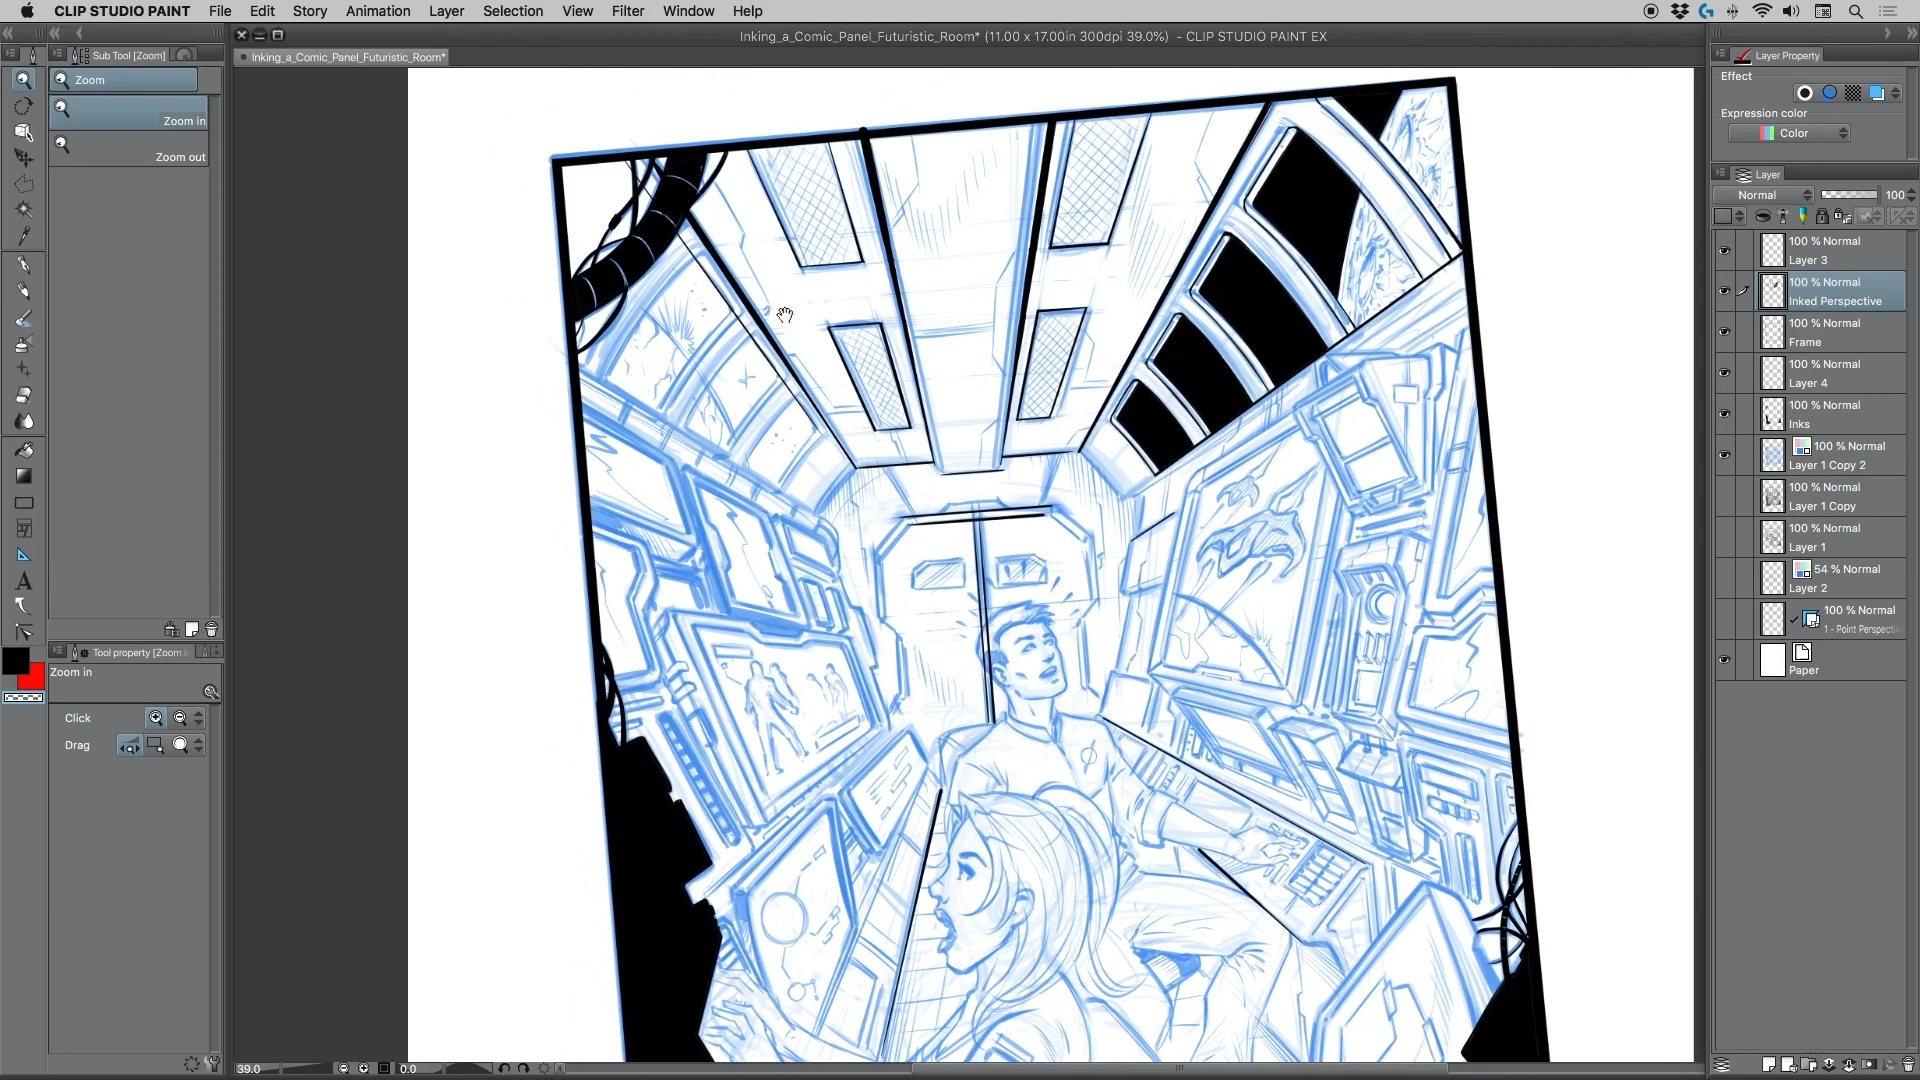 CLIP STUDIO PAINT File Edit Story Animation Layer Selection View Filter Window Help
Inking_a_Comic_Panel_Futuristic_Room* (11.00 x 17.00in 300dpi 39.0%) - CLIP STUDIO PAINT EX
Sub Tool [Zoom]
Inking_a_Comic_Panel_Futuristic_Room*
Layer Property
Zoom
Zoom in
Zoom out
Effect
Expression color
Color
Layer
Normal 100
100 % Normal
Layer 3
100 % Normal
Inked Perspective
100 % Normal
Frame
100 % Normal
Layer 4
100 % Normal
Inks
100 % Normal
Layer 1 Copy 2
100 % Normal
Layer 1 Copy
100 % Normal
Layer 1
54 % Normal
Layer 2
100 % Normal
1 - Point Perspectiv
Paper
A
Tool property [Zoom in
Zoom in
Click
Drag
39.0 0.0